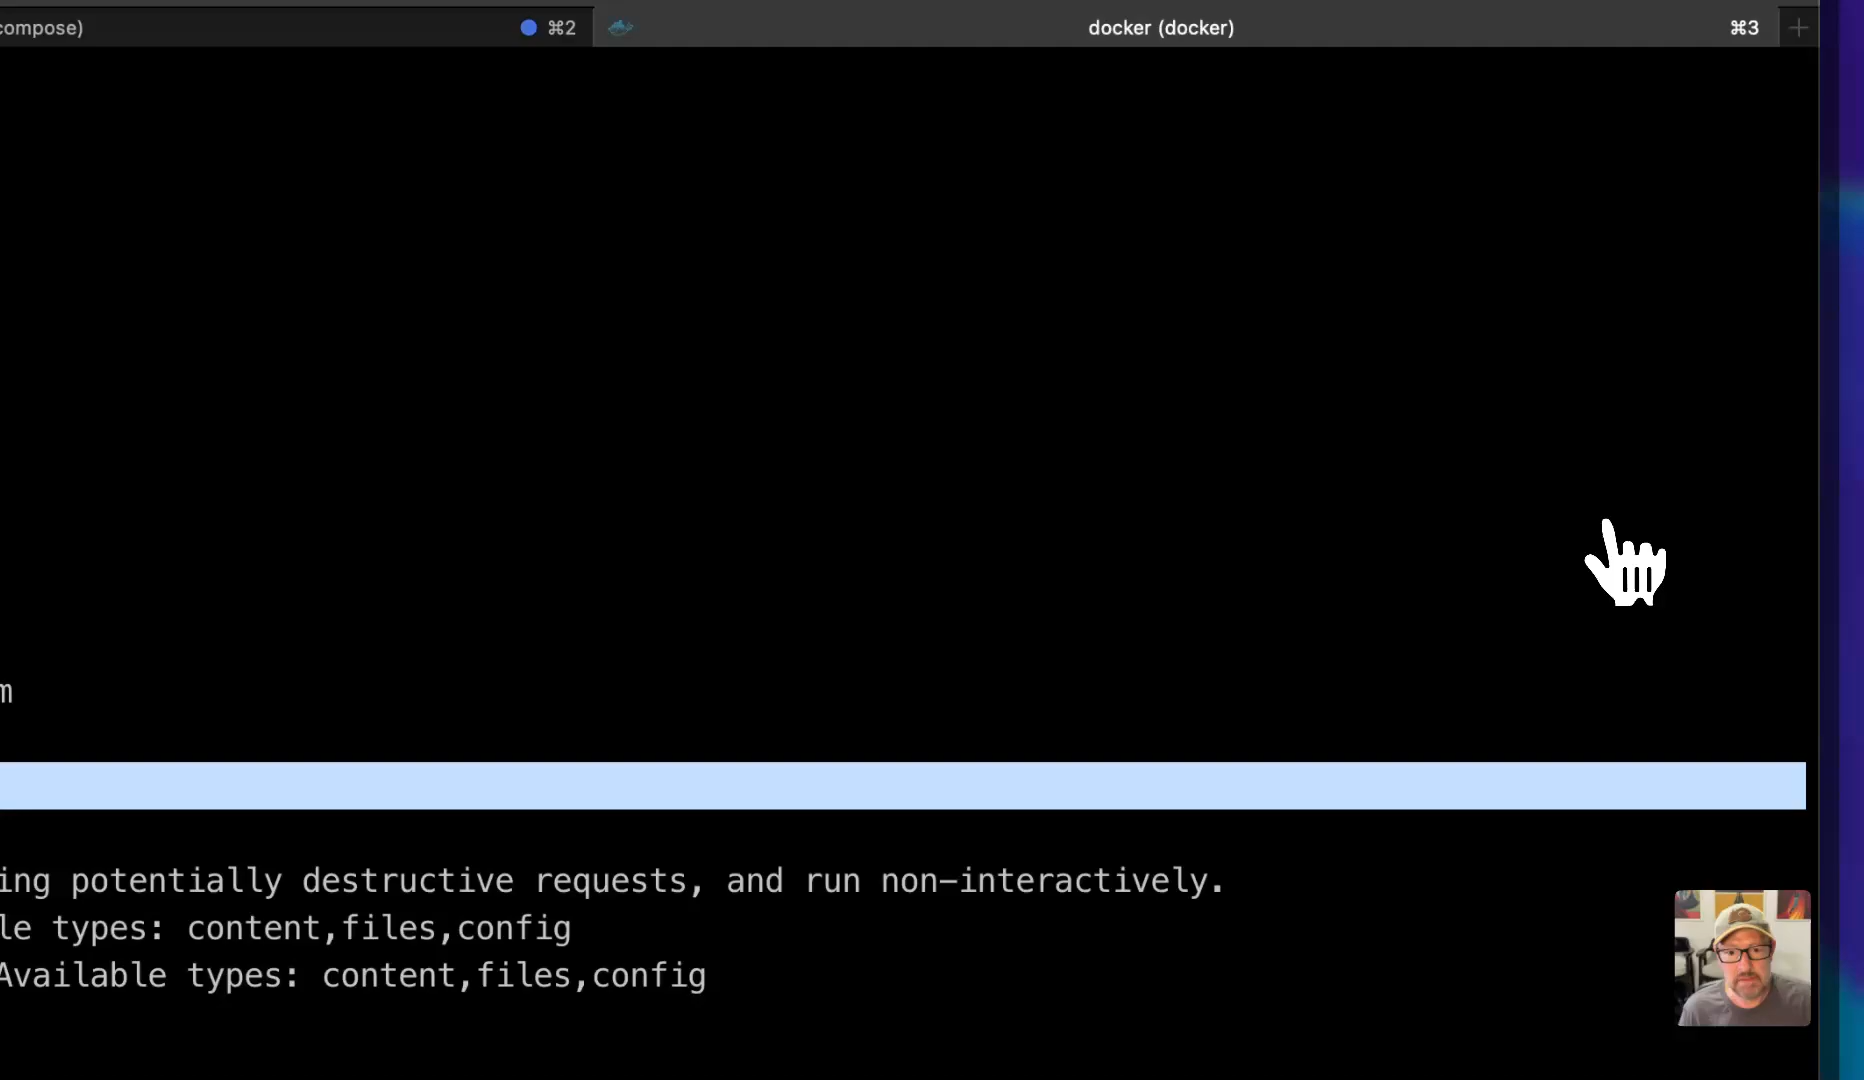 compose)
⌘2
docker (docker)
⌘3
m
ing potentially destructive requests, and run non-interactively.
le types: content,files,config
Available types: content,files,config